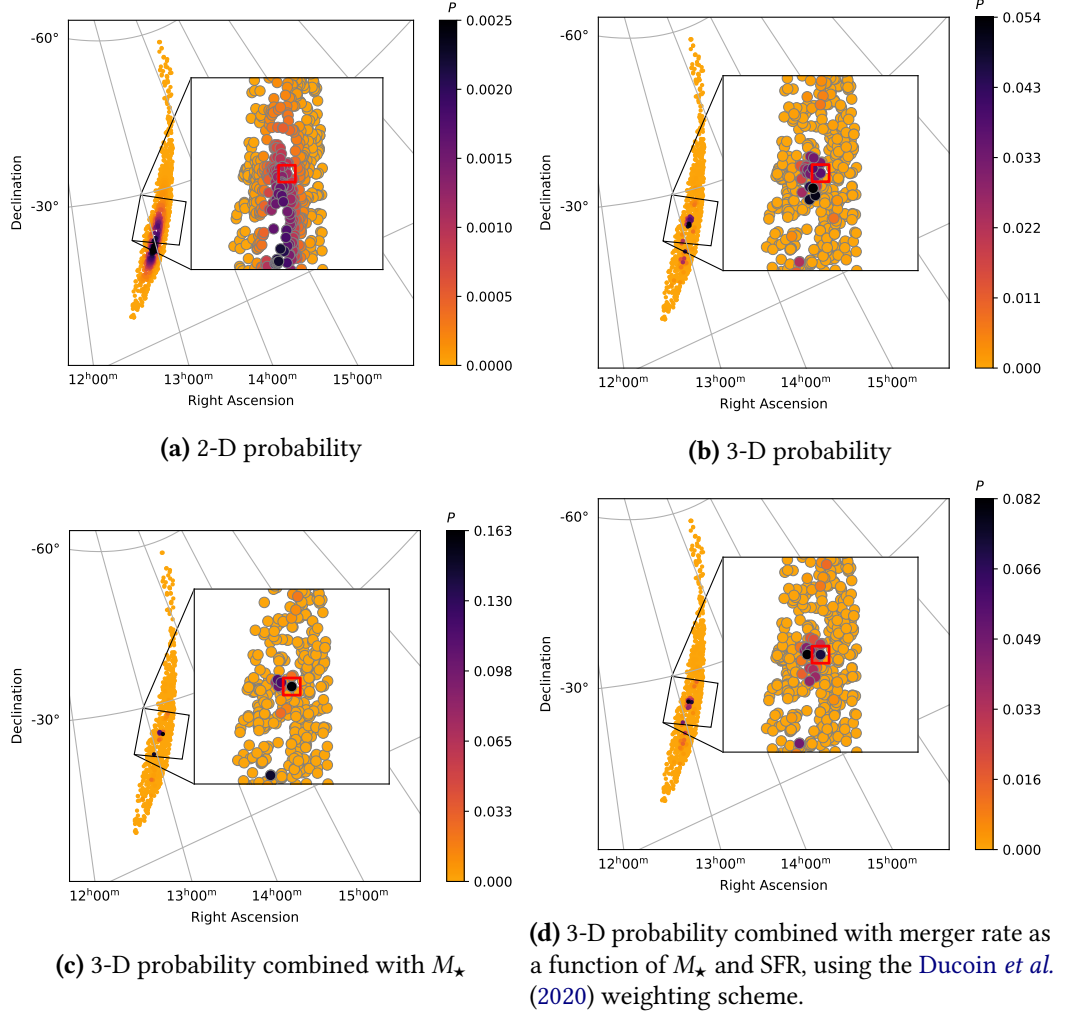 P
0.0025
0.0020
0.0015
0.0010
0.0005
0.0000
-60°
-30°
Declination
12ʰ00ᵐ
13ʰ00ᵐ
14ʰ00ᵐ
15ʰ00ᵐ
Right Ascension
(a) 2-D probability
P
0.054
0.043
0.033
0.022
0.011
0.000
-60°
-30°
Declination
12ʰ00ᵐ
13ʰ00ᵐ
14ʰ00ᵐ
15ʰ00ᵐ
Right Ascension
(b) 3-D probability
P
0.163
0.130
0.098
0.065
0.033
0.000
-60°
-30°
Declination
12ʰ00ᵐ
13ʰ00ᵐ
14ʰ00ᵐ
15ʰ00ᵐ
Right Ascension
(c) 3-D probability combined with M★
P
0.082
0.066
0.049
0.033
0.016
0.000
-60°
-30°
Declination
12ʰ00ᵐ
13ʰ00ᵐ
14ʰ00ᵐ
15ʰ00ᵐ
Right Ascension
(d) 3-D probability combined with merger rate as
a function of M★ and SFR, using the Ducoin et al.
(2020) weighting scheme.